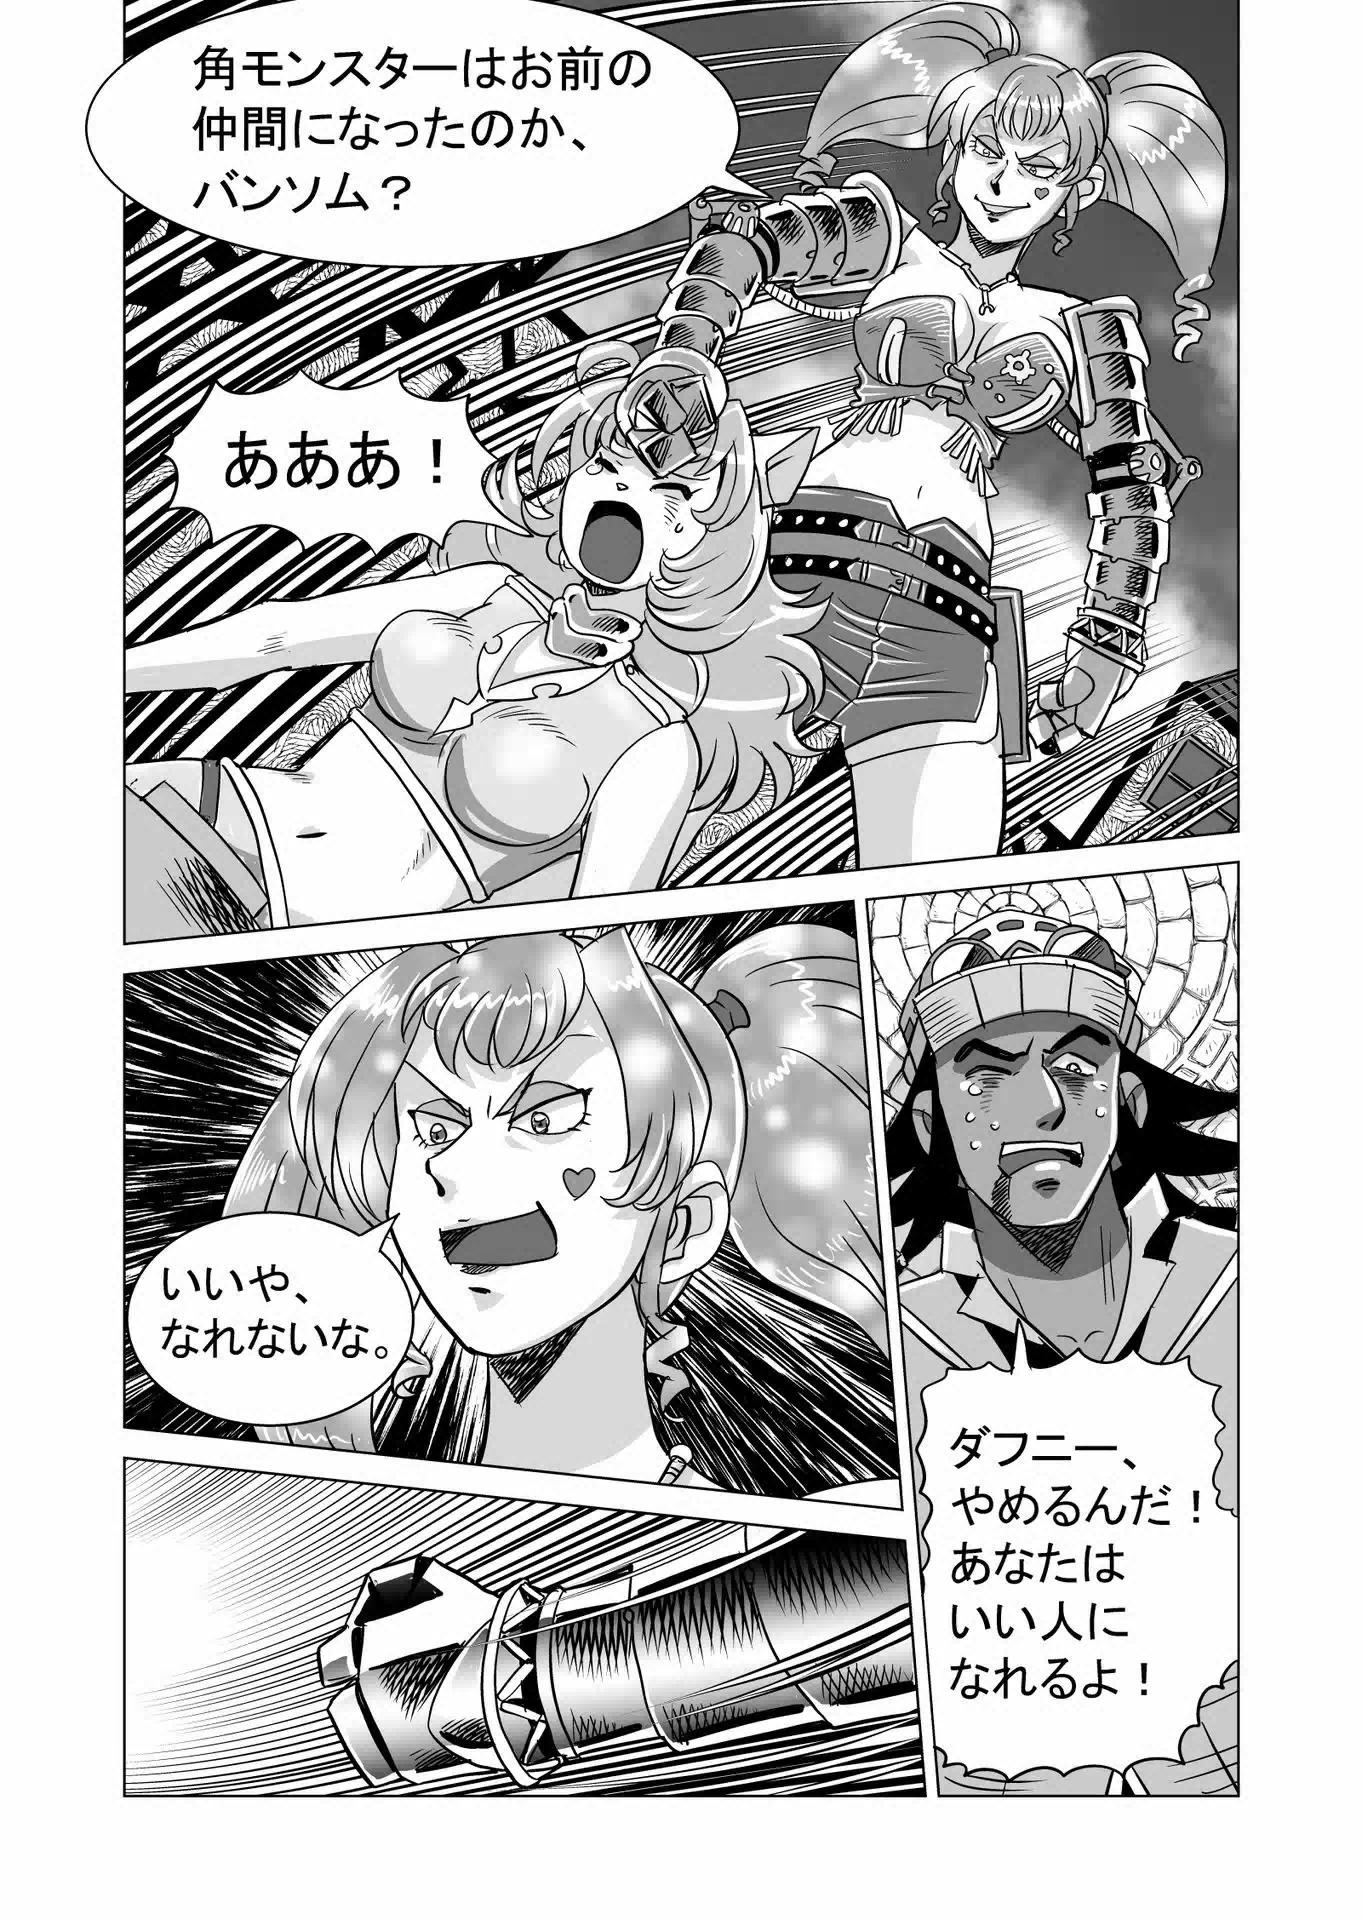 角モンスターはお前の
仲間になったのか、
バンソム？
あああ！
ダフニー、
やめるんだ！
あなたは
いい人に
なれるよ！
いいや、
なれないな。